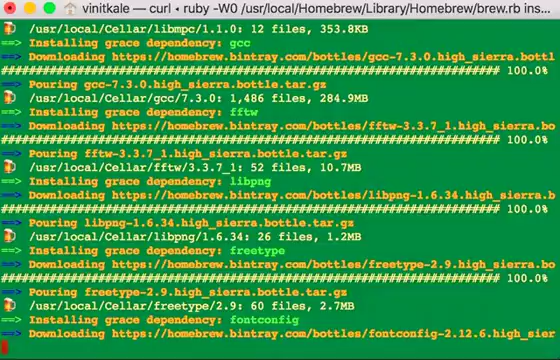 vinitkale — curl ◂ ruby -W0 /usr/local/Homebrew/Library/Homebrew/brew.rb ins...
/usr/local/Cellar/libmpc/1.1.0: 12 files, 353.8KB
==> Installing grace dependency: gcc
==> Downloading https://homebrew.bintray.com/bottles/gcc-7.3.0.high_sierra.bottl
######################################################################## 100.0%
==> Pouring gcc-7.3.0.high_sierra.bottle.tar.gz
/usr/local/Cellar/gcc/7.3.0: 1,486 files, 284.9MB
==> Installing grace dependency: fftw
==> Downloading https://homebrew.bintray.com/bottles/fftw-3.3.7_1.high_sierra.bo
######################################################################## 100.0%
==> Pouring fftw-3.3.7_1.high_sierra.bottle.tar.gz
/usr/local/Cellar/fftw/3.3.7_1: 52 files, 10.7MB
==> Installing grace dependency: libpng
==> Downloading https://homebrew.bintray.com/bottles/libpng-1.6.34.high_sierra.b
######################################################################## 100.0%
==> Pouring libpng-1.6.34.high_sierra.bottle.tar.gz
/usr/local/Cellar/libpng/1.6.34: 26 files, 1.2MB
==> Installing grace dependency: freetype
==> Downloading https://homebrew.bintray.com/bottles/freetype-2.9.high_sierra.bo
######################################################################## 100.0%
==> Pouring freetype-2.9.high_sierra.bottle.tar.gz
/usr/local/Cellar/freetype/2.9: 60 files, 2.7MB
==> Installing grace dependency: fontconfig
==> Downloading https://homebrew.bintray.com/bottles/fontconfig-2.12.6.high_sier